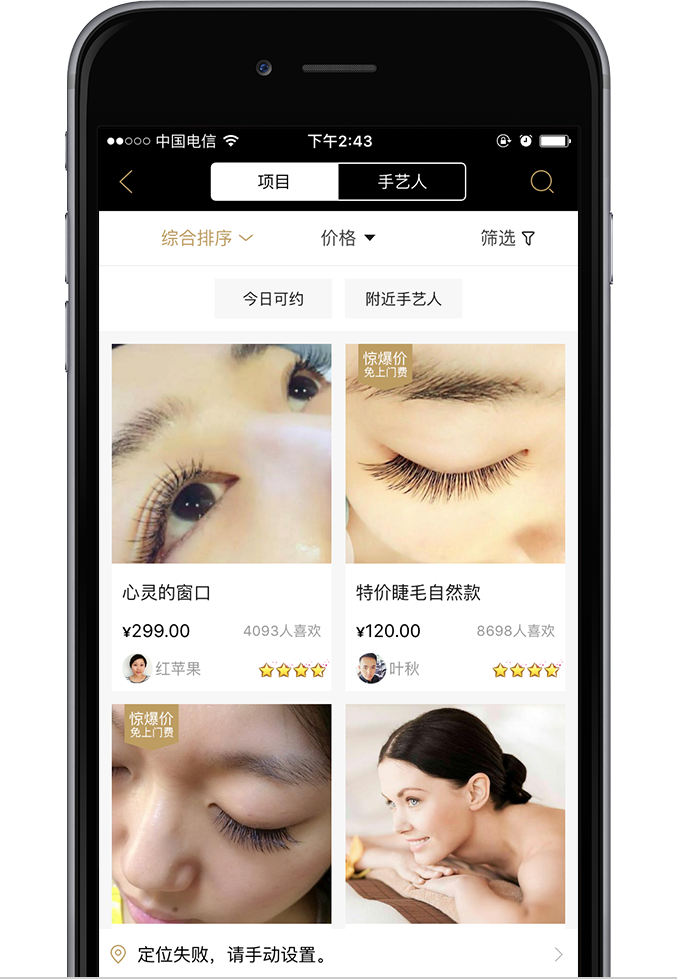 中国电信 下午2:43
项目 手艺人
综合排序 价格 筛选
今日可约 附近手艺人
惊爆价
免上门费
心灵的窗口 特价睫毛自然款
¥299.00 4093人喜欢 ¥120.00 8698人喜欢
红苹果 叶秋
惊爆价
免上门费
定位失败，请手动设置。